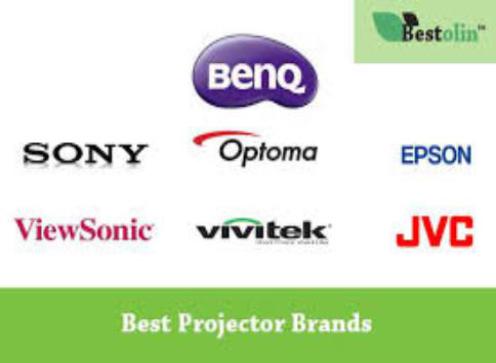 Bestolin™
BenQ
SONY
Optoma
EPSON
ViewSonic
vivitek
JVC
Best Projector Brands